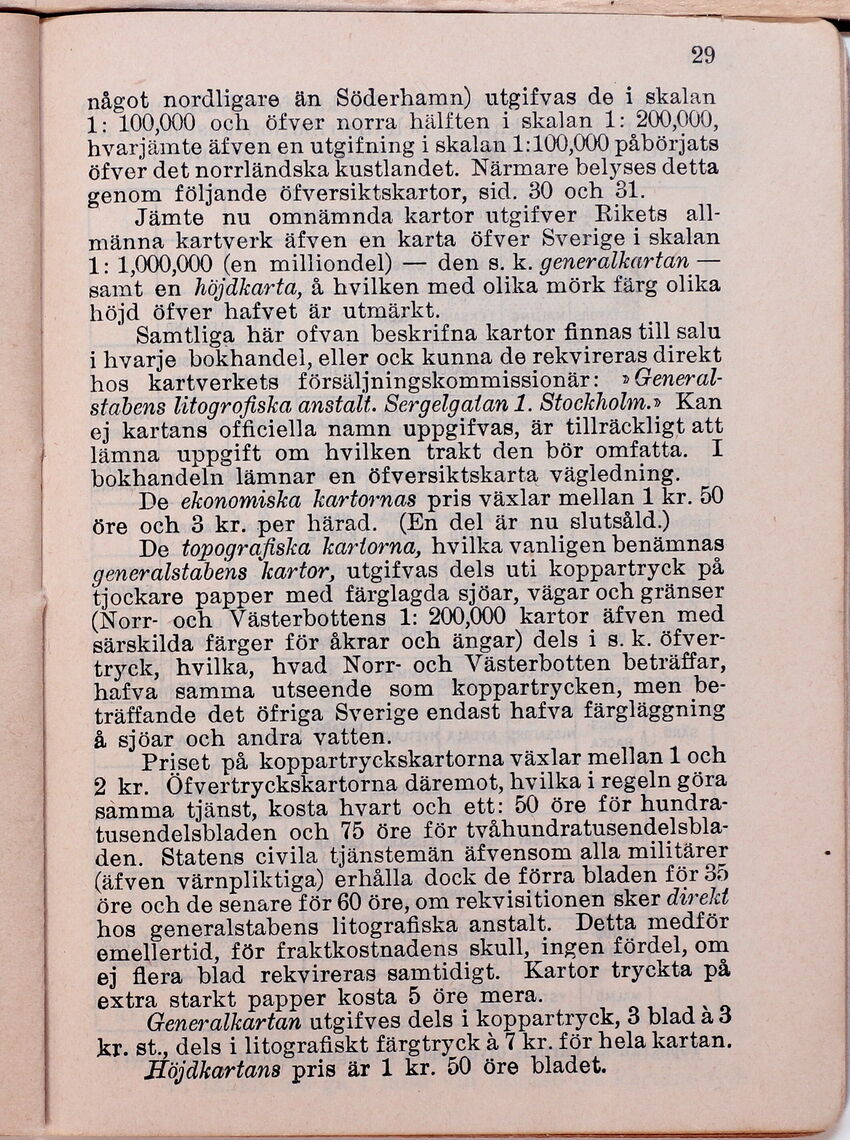 29
något nordligare än Söderhamn) utgifvas de i skalan
1: 100,000 och öfver norra hälften i skalan 1: 200,000,
hvarjämte äfven en utgifning i skalan 1:100,000 påbörjats
öfver det norrländska kustlandet. Närmare belyses detta
genom följande öfversiktskartor, sid. 30 och 31.
Jämte nu omnämnda kartor utgifver Rikets all-
männa kartverk äfven en karta öfver Sverige i skalan
1: 1,000,000 (en milliondel) — den s. k. generalkartan —
samt en höjdkarta, å hvilken med olika mörk färg olika
höjd öfver hafvet är utmärkt.
Samtliga här ofvan beskrifna kartor finnas till salu
i hvarje bokhandel, eller ock kunna de rekvireras direkt
hos kartverkets försäljningskommissionär: »General-
stabens litogrofiska anstalt. Sergelgatan 1. Stockholm.» Kan
ej kartans officiella namn uppgifvas, är tillräckligt att
lämna uppgift om hvilken trakt den bör omfatta. I
bokhandeln lämnar en öfversiktskarta vägledning.
De ekonomiska kartornas pris växlar mellan 1 kr. 50
öre och 3 kr. per härad. (En del är nu slutsåld.)
De topografiska kartorna, hvilka vanligen benämnas
generalstabens kartor, utgifvas dels uti koppartryck på
tjockare papper med färglagda sjöar, vägar och gränser
(Norr- och Västerbottens 1: 200,000 kartor äfven med
särskilda färger för åkrar och ängar) dels i s. k. öfver-
tryck, hvilka, hvad Norr- och Västerbotten beträffar,
hafva samma utseende som koppartrycken, men be-
träffande det öfriga Sverige endast hafva färgläggning
å sjöar och andra vatten.
Priset på koppartryckskartorna växlar mellan 1 och
2 kr. Öfvertryckskartorna däremot, hvilka i regeln göra
samma tjänst, kosta hvart och ett: 50 öre för hundra-
tusendelsbladen och 75 öre för tvåhundratusendelsbla-
den. Statens civila tjänstemän äfvensom alla militärer
(äfven värnpliktiga) erhålla dock de förra bladen för 35
öre och de senare för 60 öre, om rekvisitionen sker direkt
hos generalstabens litografiska anstalt. Detta medför
emellertid, för fraktkostnadens skull, ingen fördel, om
ej flera blad rekvireras samtidigt. Kartor tryckta på
extra starkt papper kosta 5 öre mera.
Generalkartan utgifves dels i koppartryck, 3 blad à 3
kr. st., dels i litografiskt färgtryck à 7 kr. för hela kartan.
Höjdkartans pris är 1 kr. 50 öre bladet.